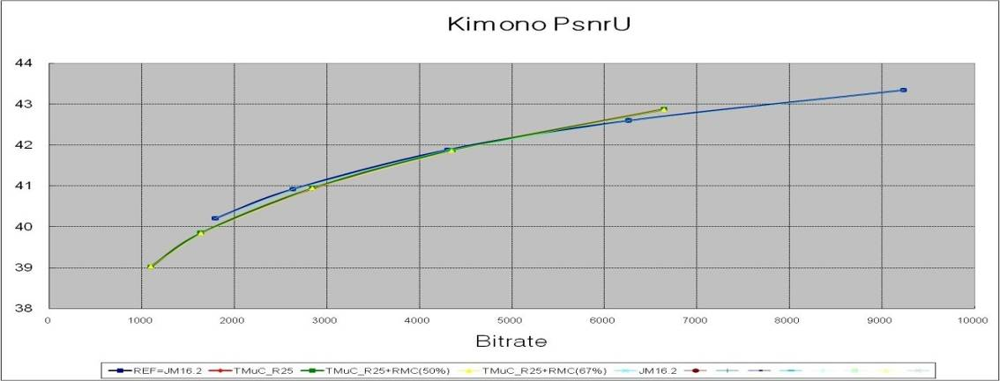 Kimono PsnrU
44
43
42
41
40
39
38
0 1000 2000 3000 4000 5000 6000 7000 8000 9000 10000
Bitrate
REF=JM16.2 TMuC_R25 TMuC_R25+RMC(50%) TMuC_R25+RMC(67%) JM16.2